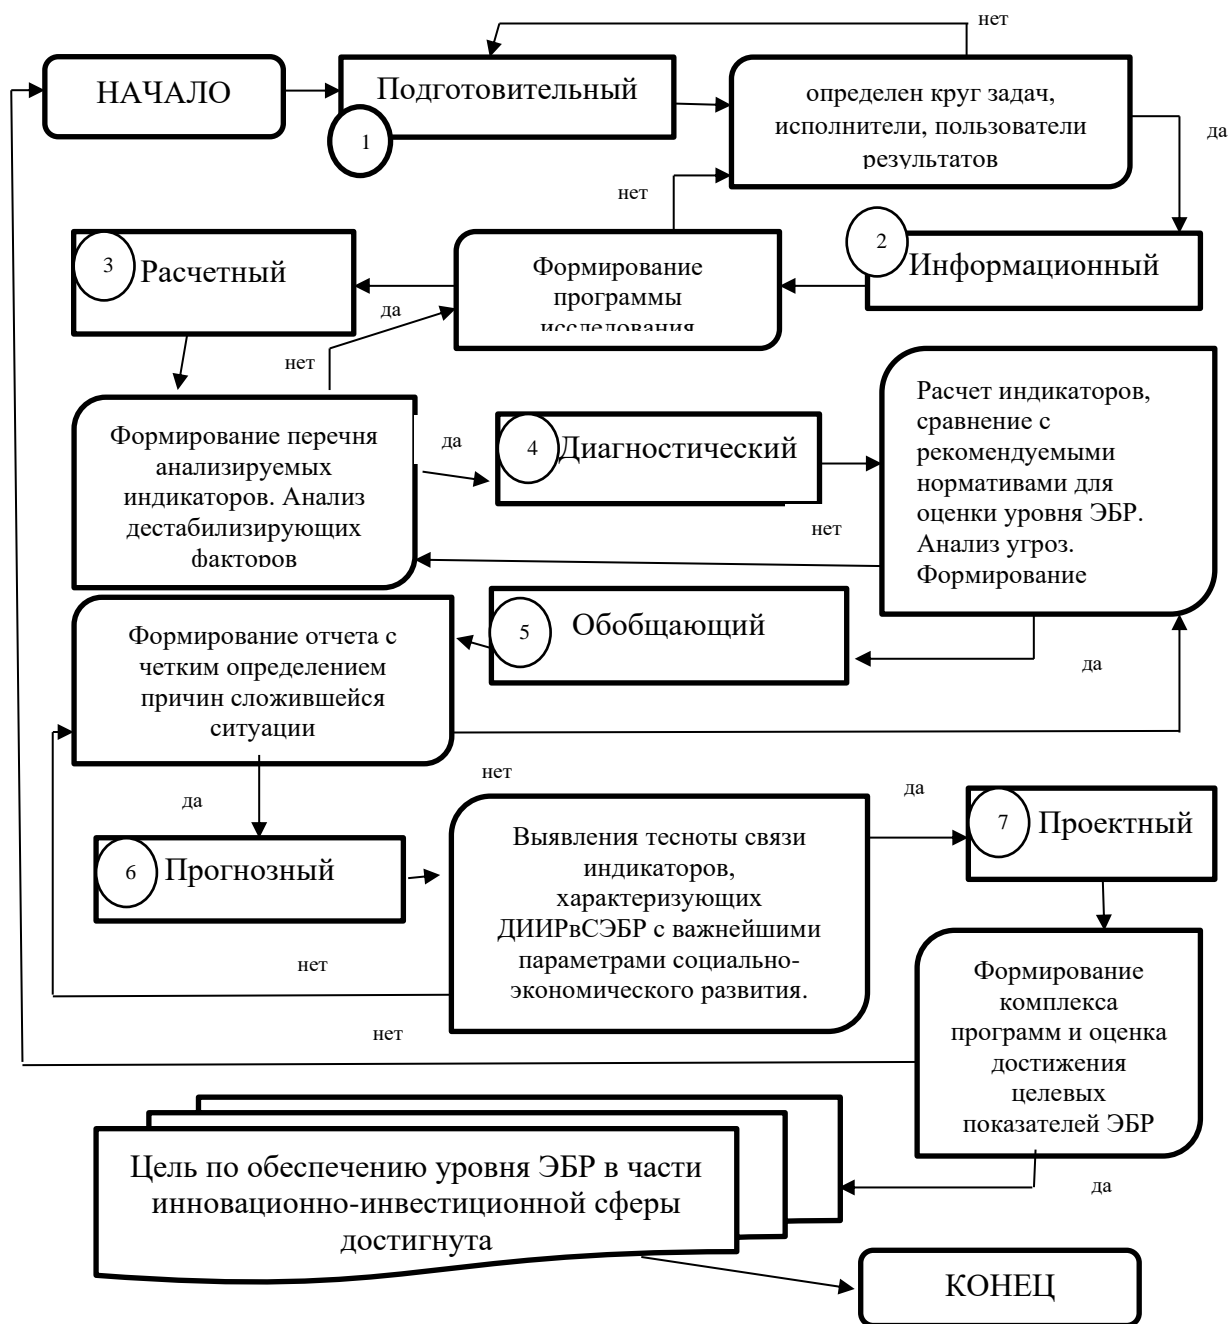 нет
НАЧАЛО
Подготовительный
1
определен круг задач,
исполнители, пользователи
результатов
да
нет
2
Информационный
Формирование
программы
исследования
3
Расчетный
да
нет
Формирование перечня
анализируемых
индикаторов. Анализ
дестабилизирующих
факторов
да
4
Диагностический
Расчет индикаторов,
сравнение с
рекомендуемыми
нормативами для
оценки уровня ЭБР.
Анализ угроз.
Формирование
нет
5
Обобщающий
да
Формирование отчета с
четким определением
причин сложившейся
ситуации
нет
да
6
Прогнозный
Выявления тесноты связи
индикаторов,
характеризующих
ДИИРвСЭБР с важнейшими
параметрами социально-
экономического развития.
да
7
Проектный
нет
нет
Формирование
комплекса
программ и оценка
достижения
целевых
показателей ЭБР
да
Цель по обеспечению уровня ЭБР в части
инновационно-инвестиционной сферы
достигнута
КОНЕЦ